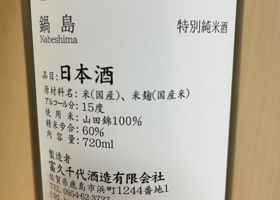 鍋島
Nabeshima
特別純米酒
品目：日本酒
原材料名：米(国産)、米麹(国産米)
アルコール分：15度
使用米：山田錦100%
精米歩合：60%
内容量：720ml
製造者
富久千代酒造有限会社
佐賀県鹿島市浜町1244番地1
0954-62-3727